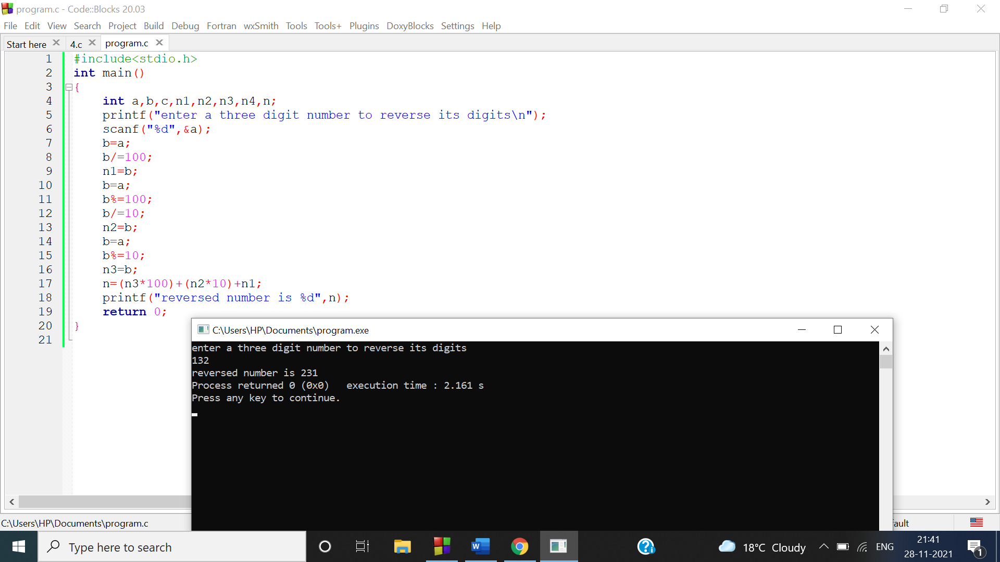 program.c - Code::Blocks 20.03
File Edit View Search Project Build Debug Fortran wxSmith Tools Tools+ Plugins DoxyBlocks Settings Help
Start here 4.c program.c
1 #include<stdio.h>
2 int main()
3 {
4 int a,b,c,n1,n2,n3,n4,n;
5 printf("enter a three digit number to reverse its digits\n");
6 scanf("%d",&a);
7 b=a;
8 b/=100;
9 n1=b;
10 b=a;
11 b%=100;
12 b/=10;
13 n2=b;
14 b=a;
15 b%=10;
16 n3=b;
17 n=(n3*100)+(n2*10)+n1;
18 printf("reversed number is %d",n);
19 return 0;
20 }
21
C:\Users\HP\Documents\program.exe
enter a three digit number to reverse its digits
132
reversed number is 231
Process returned 0 (0x0)   execution time : 2.161 s
Press any key to continue.
C:\Users\HP\Documents\program.c
ault
Type here to search
18°C Cloudy
ENG
21:41
28-11-2021
1